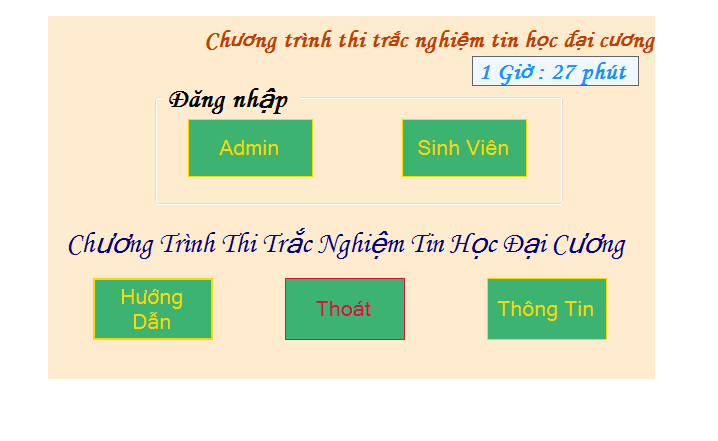 Chương trình thi trắc nghiệm tin học đại cương
1 Giờ : 27 phút
Đăng nhập
Admin
Sinh Viên
Chương Trình Thi Trắc Nghiệm Tin Học Đại Cương
Hướng
Dẫn
Thoát
Thông Tin